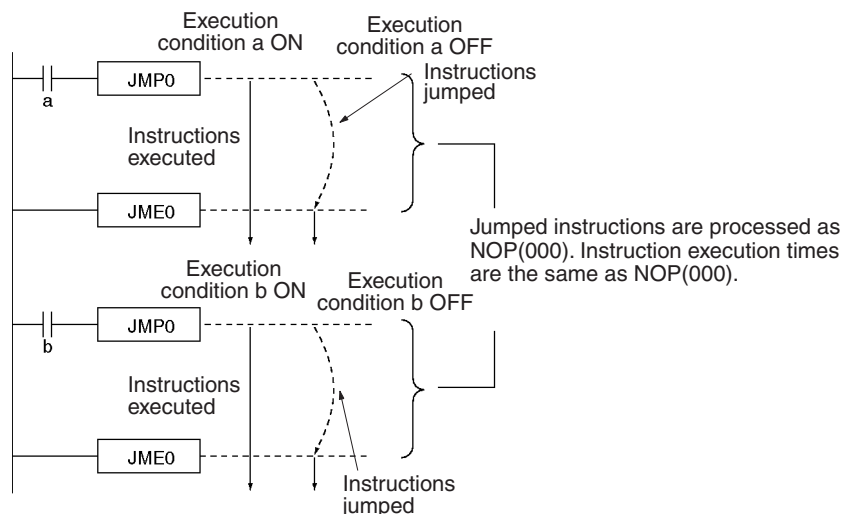 Execution
condition a ON
Execution
condition a OFF
a
JMP0
Instructions
jumped
Instructions
executed
JME0
Jumped instructions are processed as
NOP(000). Instruction execution times
are the same as NOP(000).
Execution
condition b ON
Execution
condition b OFF
b
JMP0
Instructions
executed
JME0
Instructions
jumped